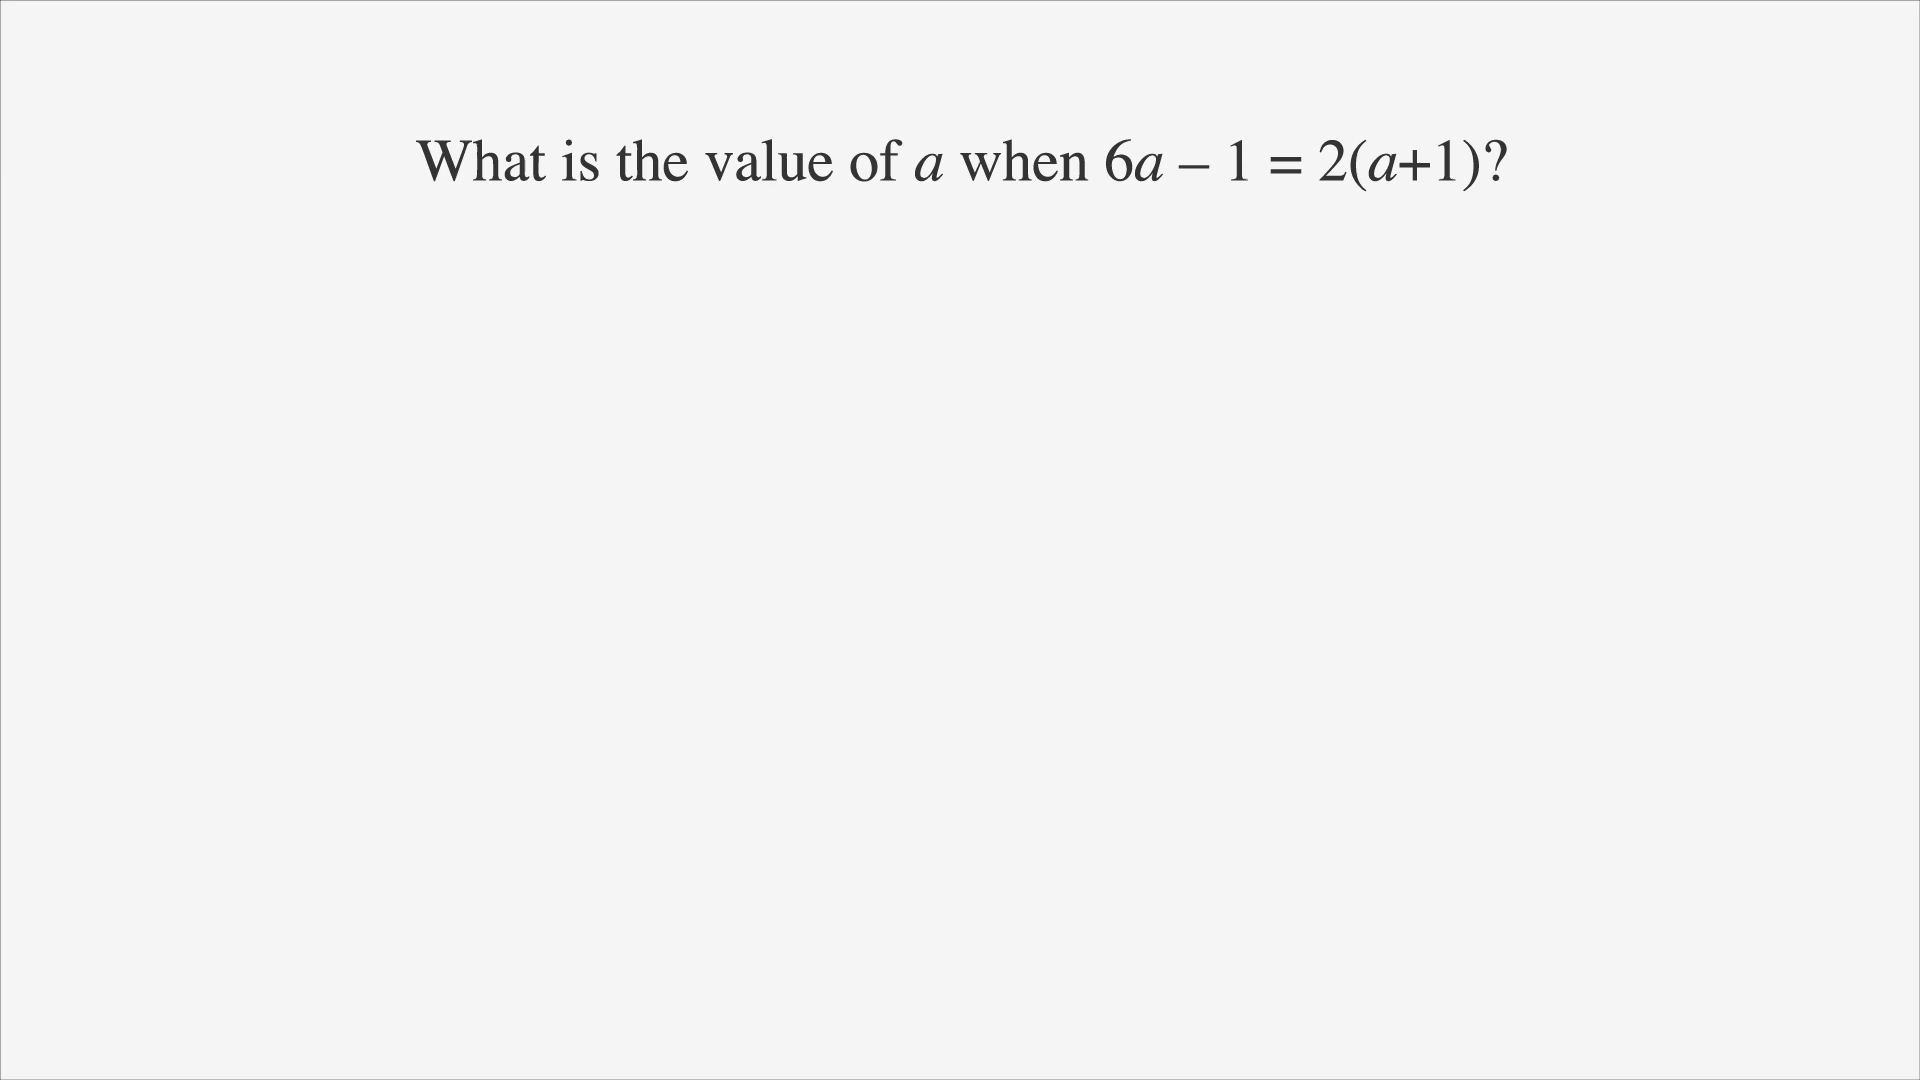 What is the value of a when 6a – 1 = 2(a+1)?